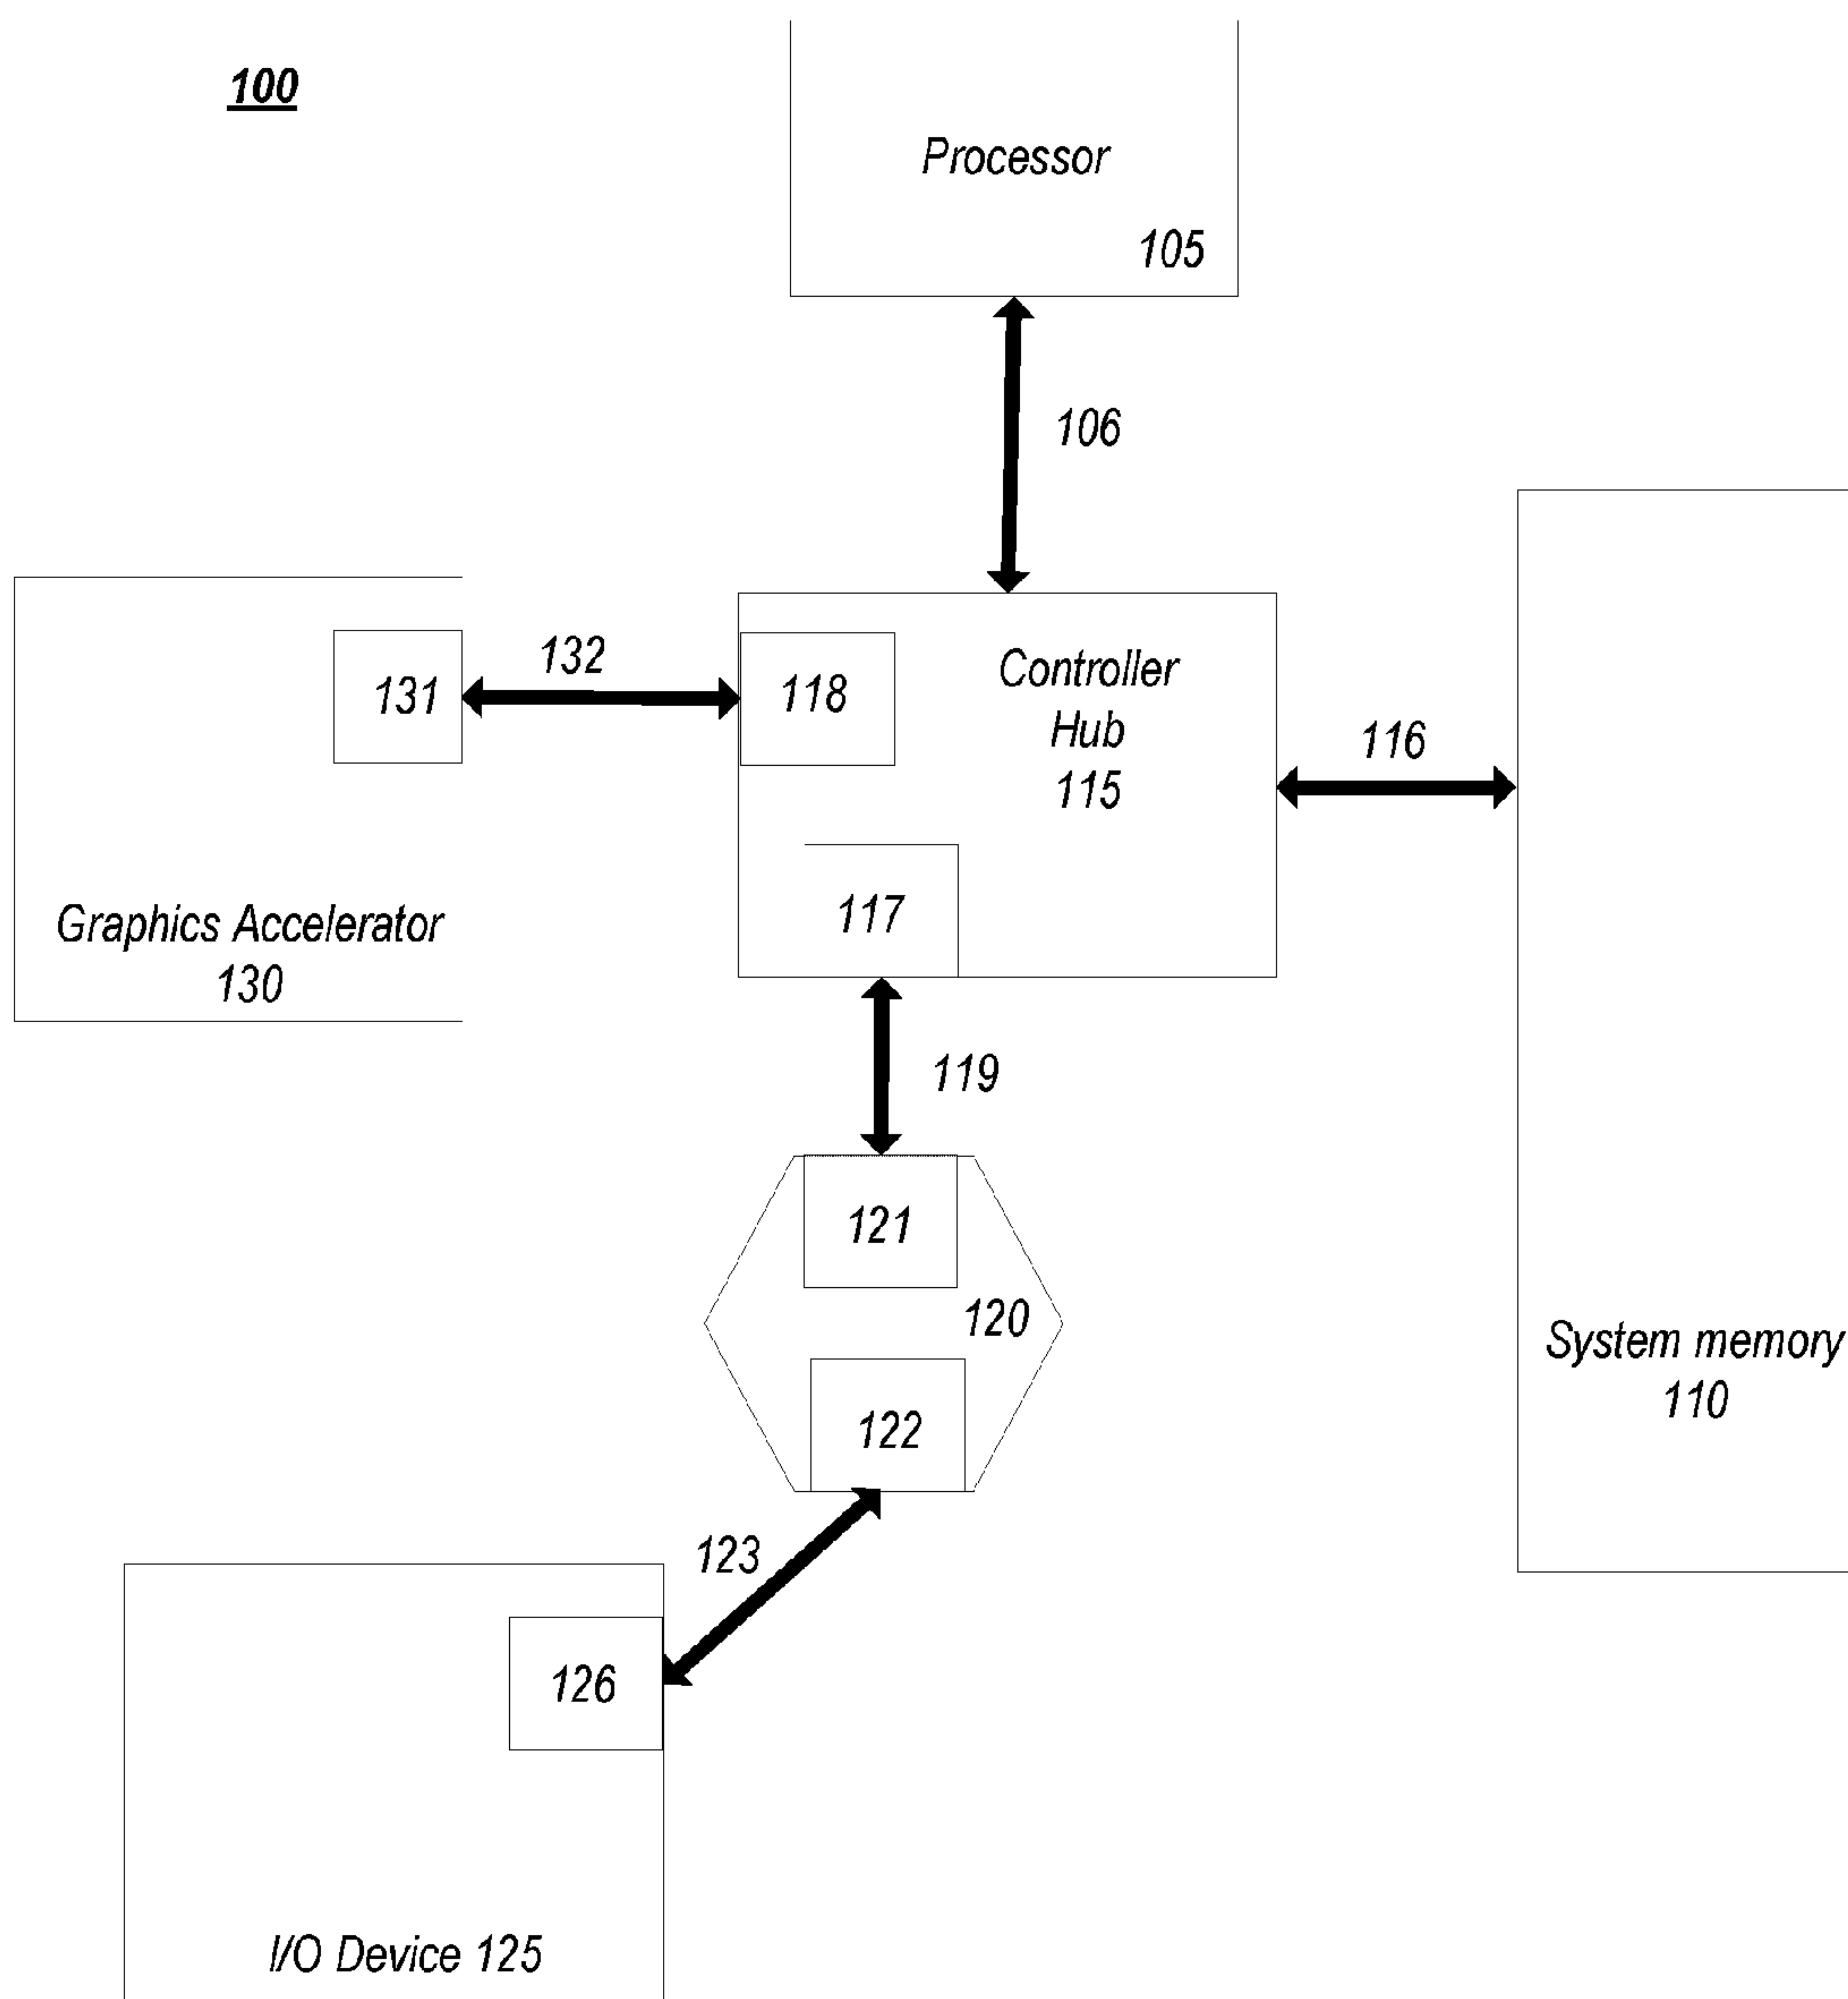 100
Processor
105
106
132
131
118
Controller
Hub
115
116
117
Graphics Accelerator
130
119
121
120
System memory
110
122
123
126
I/O Device 125